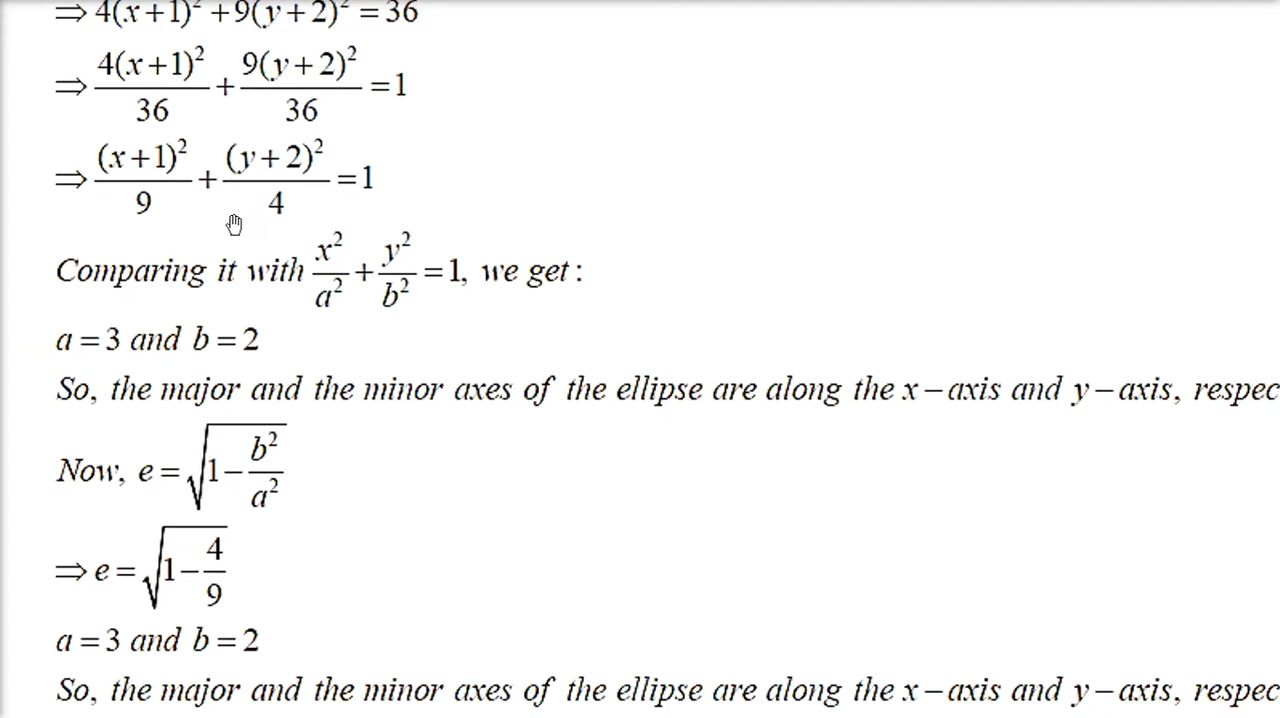 ⇒ 4(x+1)² + 9(y+2)² = 36
⇒ 4(x+1)²/36 + 9(y+2)²/36 = 1
⇒ (x+1)²/9 + (y+2)²/4 = 1
Comparing it with x²/a² + y²/b² = 1, we get :
a = 3 and b = 2
So, the major and the minor axes of the ellipse are along the x−axis and y−axis, respec
Now, e = √(1 − b²/a²)
⇒ e = √(1 − 4/9)
a = 3 and b = 2
So, the major and the minor axes of the ellipse are along the x−axis and y−axis, respec